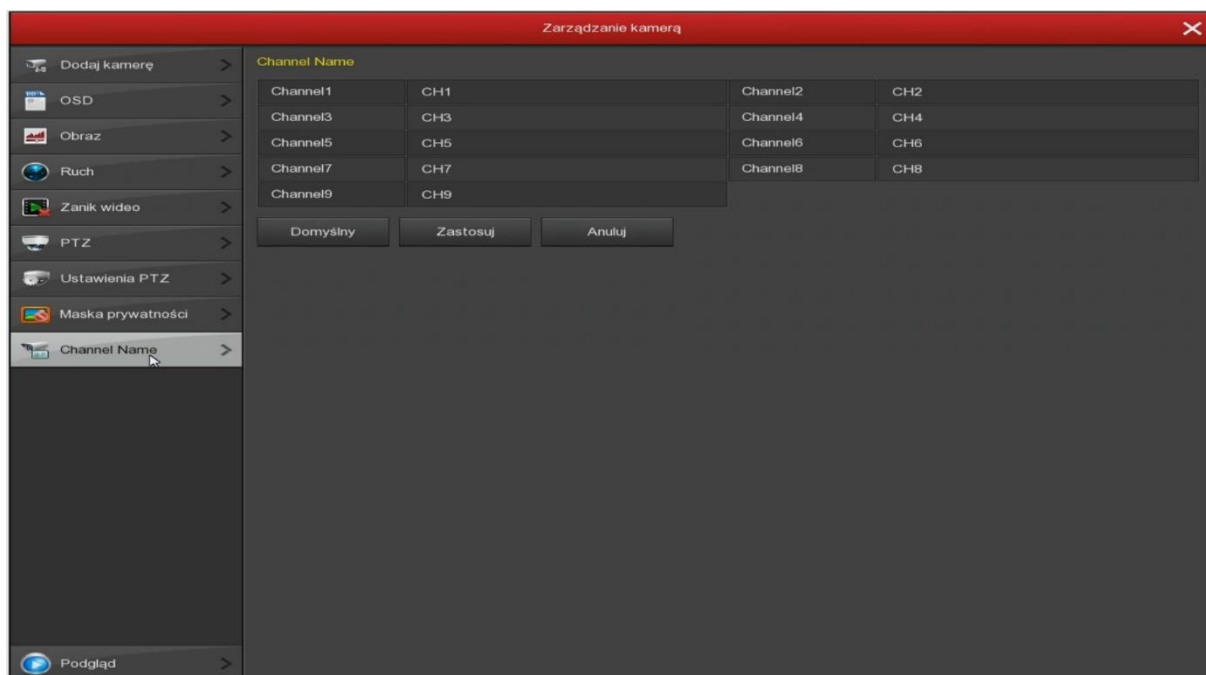 Zarządzanie kamerą
Dodaj kamerę
OSD
Obraz
Ruch
Zanik wideo
PTZ
Ustawienia PTZ
Maska prywatności
Channel Name
Podgląd
Channel Name
Channel1 CH1 Channel2 CH2
Channel3 CH3 Channel4 CH4
Channel5 CH5 Channel6 CH6
Channel7 CH7 Channel8 CH8
Channel9 CH9
Domyślny Zastosuj Anuluj